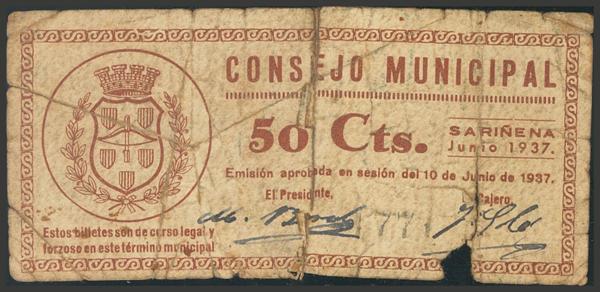 CONSEJO MUNICIPAL
50 Cts.
SARIÑENA
Junio 1937.
Emisión aprobada en sesión del 10 de Junio de 1937.
El Presidente,
Cajero,
Estos billetes son de curso legal y
forzoso en este término municipal